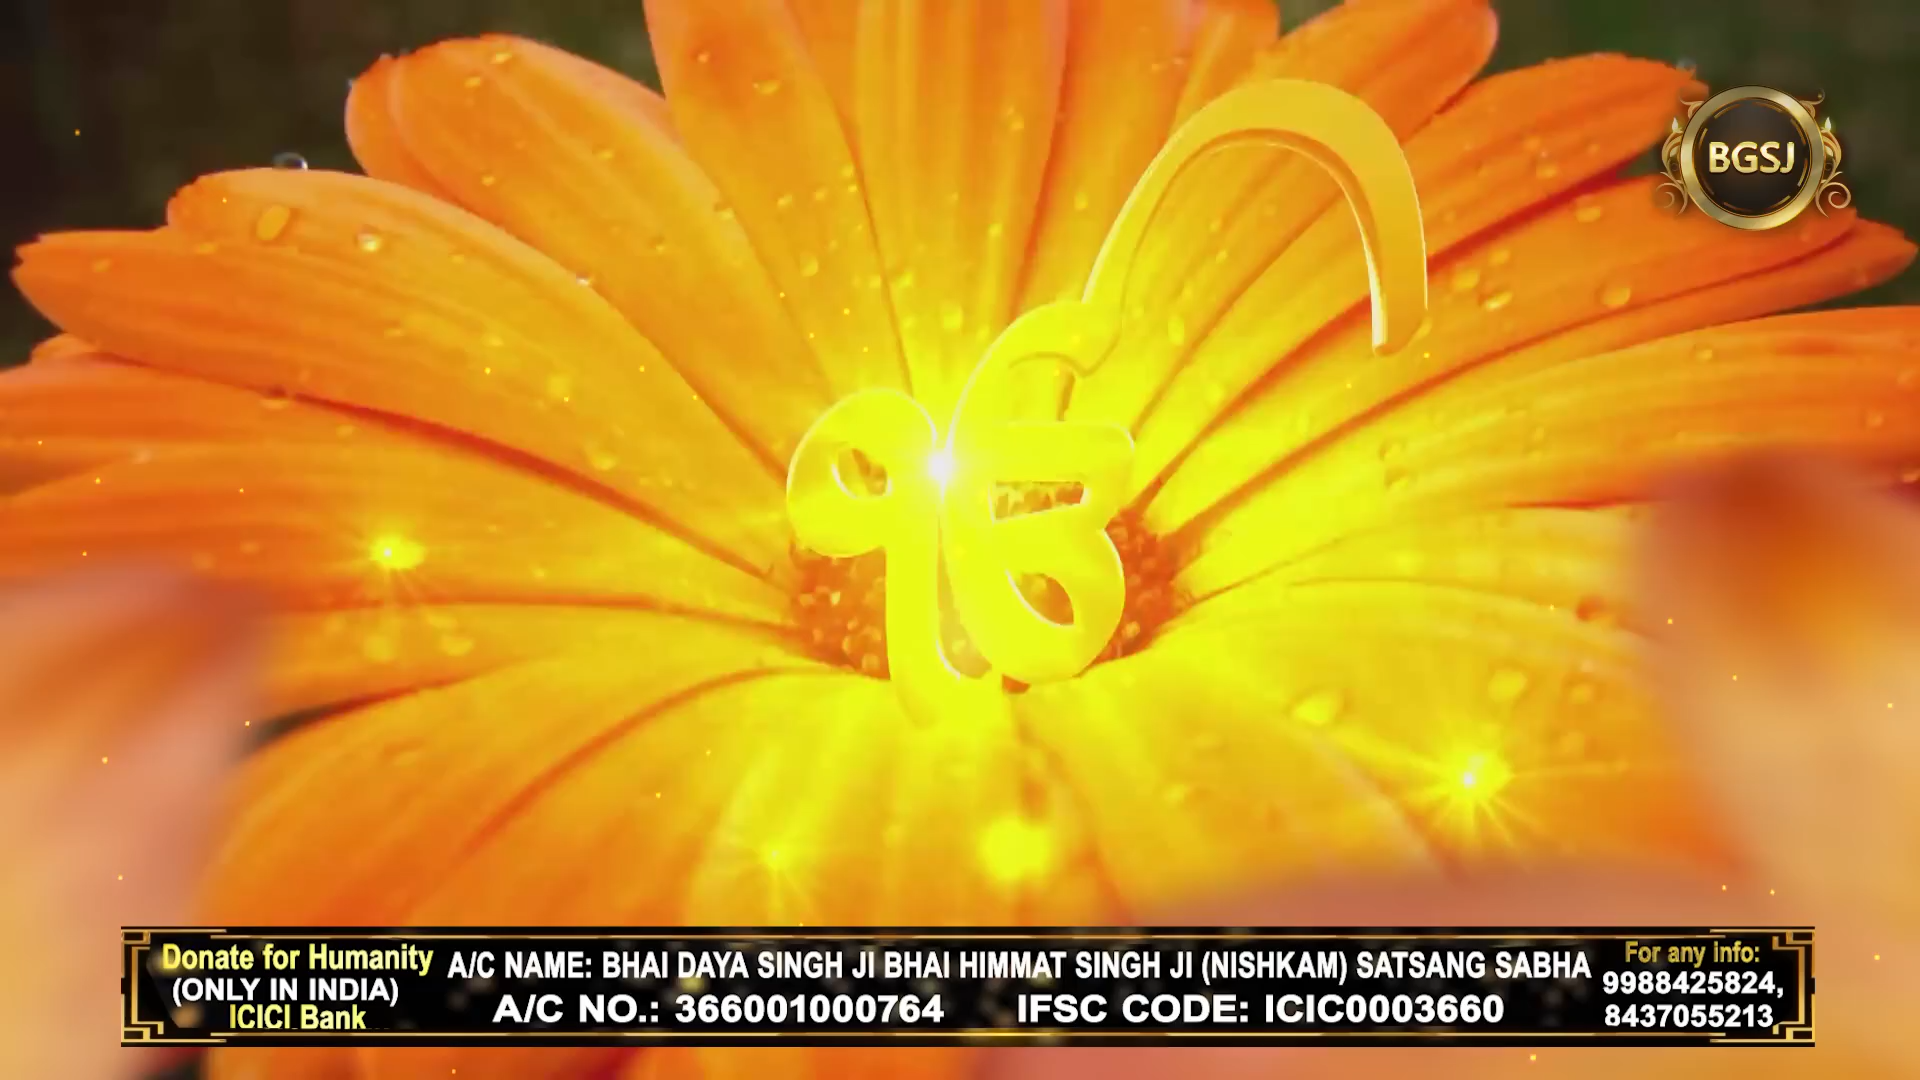 BGSJ
ੴ
Donate for Humanity
(ONLY IN INDIA)
ICICI Bank
A/C NAME: BHAI DAYA SINGH JI BHAI HIMMAT SINGH JI (NISHKAM) SATSANG SABHA
A/C NO.: 366001000764 IFSC CODE: ICIC0003660
For any info:
9988425824,
8437055213